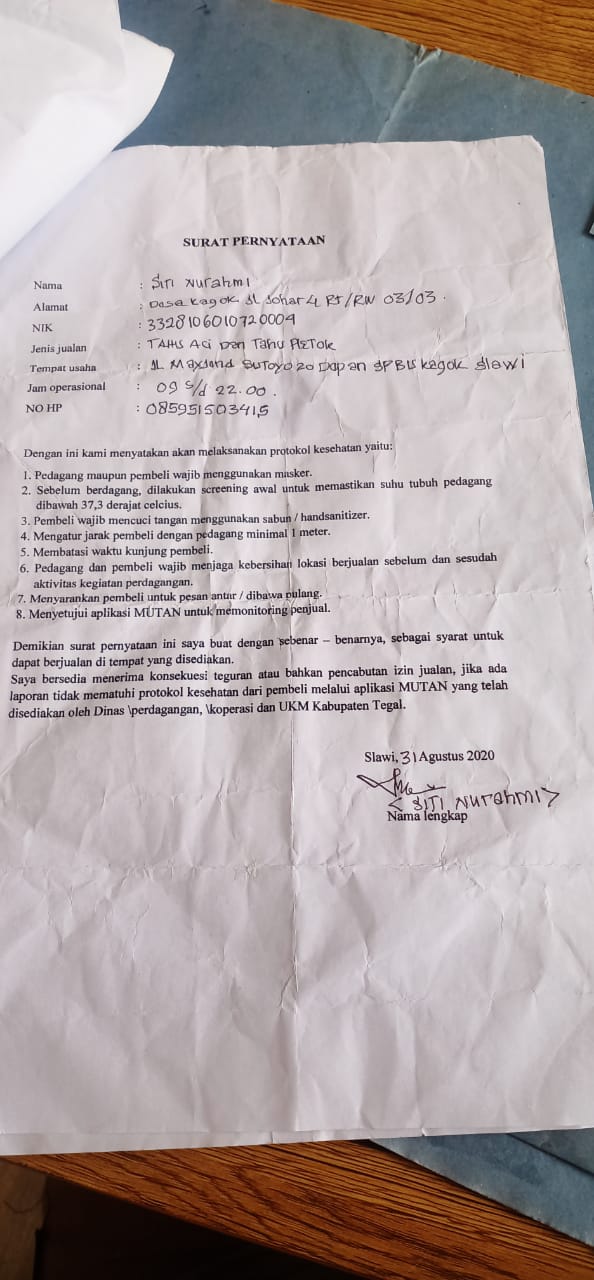 SURAT PERNYATAAN
Nama : Siti Nurahmi
Alamat : Desa kagok Jl Johar 4 Rt/RW 03/03.
NIK : 3328106010720004
Jenis jualan : TAHU Aci Dan Tahu PLETOK
Tempat usaha : JL Maxjend SUTOYO 20 Dapan SPBU kagok Slawi
Jam operasional : 09 s/d 22.00.
NO HP : 085951503415
Dengan ini kami menyatakan akan melaksanakan protokol kesehatan yaitu:
1. Pedagang maupun pembeli wajib menggunakan masker.
2. Sebelum berdagang, dilakukan screening awal untuk memastikan suhu tubuh pedagang
dibawah 37,3 derajat celcius.
3. Pembeli wajib mencuci tangan menggunakan sabun / handsanitizer.
4. Mengatur jarak pembeli dengan pedagang minimal 1 meter.
5. Membatasi waktu kunjung pembeli.
6. Pedagang dan pembeli wajib menjaga kebersihan lokasi berjualan sebelum dan sesudah
aktivitas kegiatan perdagangan.
7. Menyarankan pembeli untuk pesan antar / dibawa pulang.
8. Menyetujui aplikasi MUTAN untuk memonitoring penjual.
Demikian surat pernyataan ini saya buat dengan sebenar – benarnya, sebagai syarat untuk
dapat berjualan di tempat yang disediakan.
Saya bersedia menerima konsekuesi teguran atau bahkan pencabutan izin jualan, jika ada
laporan tidak mematuhi protokol kesehatan dari pembeli melalui aplikasi MUTAN yang telah
disediakan oleh Dinas \perdagangan, \koperasi dan UKM Kabupaten Tegal.
Slawi, 31 Agustus 2020
< SITI Nurahmi >
Nama lengkap